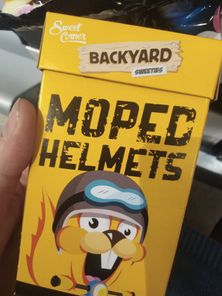 Sweet
Corner
BACKYARD
SWEETIES
MOPED
HELMETS